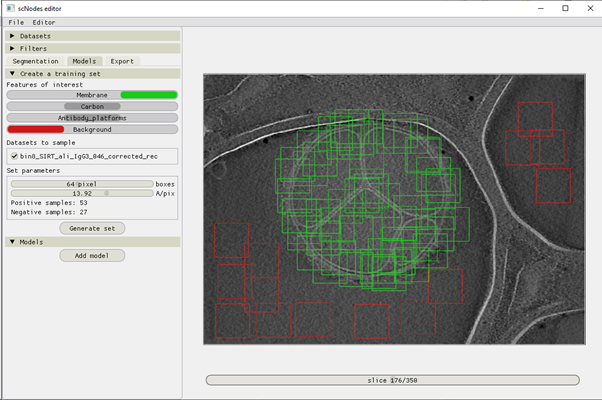 scNodes editor
File Editor
Datasets
Filters
Segmentation Models Export
Create a training set
Features of interest
Membrane
Carbon
Antibody_platforms
Background
Datasets to sample
bin8_SIRT_ali_IgG3_046_corrected_rec
Set parameters
64 pixel boxes
13.92 A/pix
Positive samples: 53
Negative samples: 27
Generate set
Models
Add model
slice 176/350